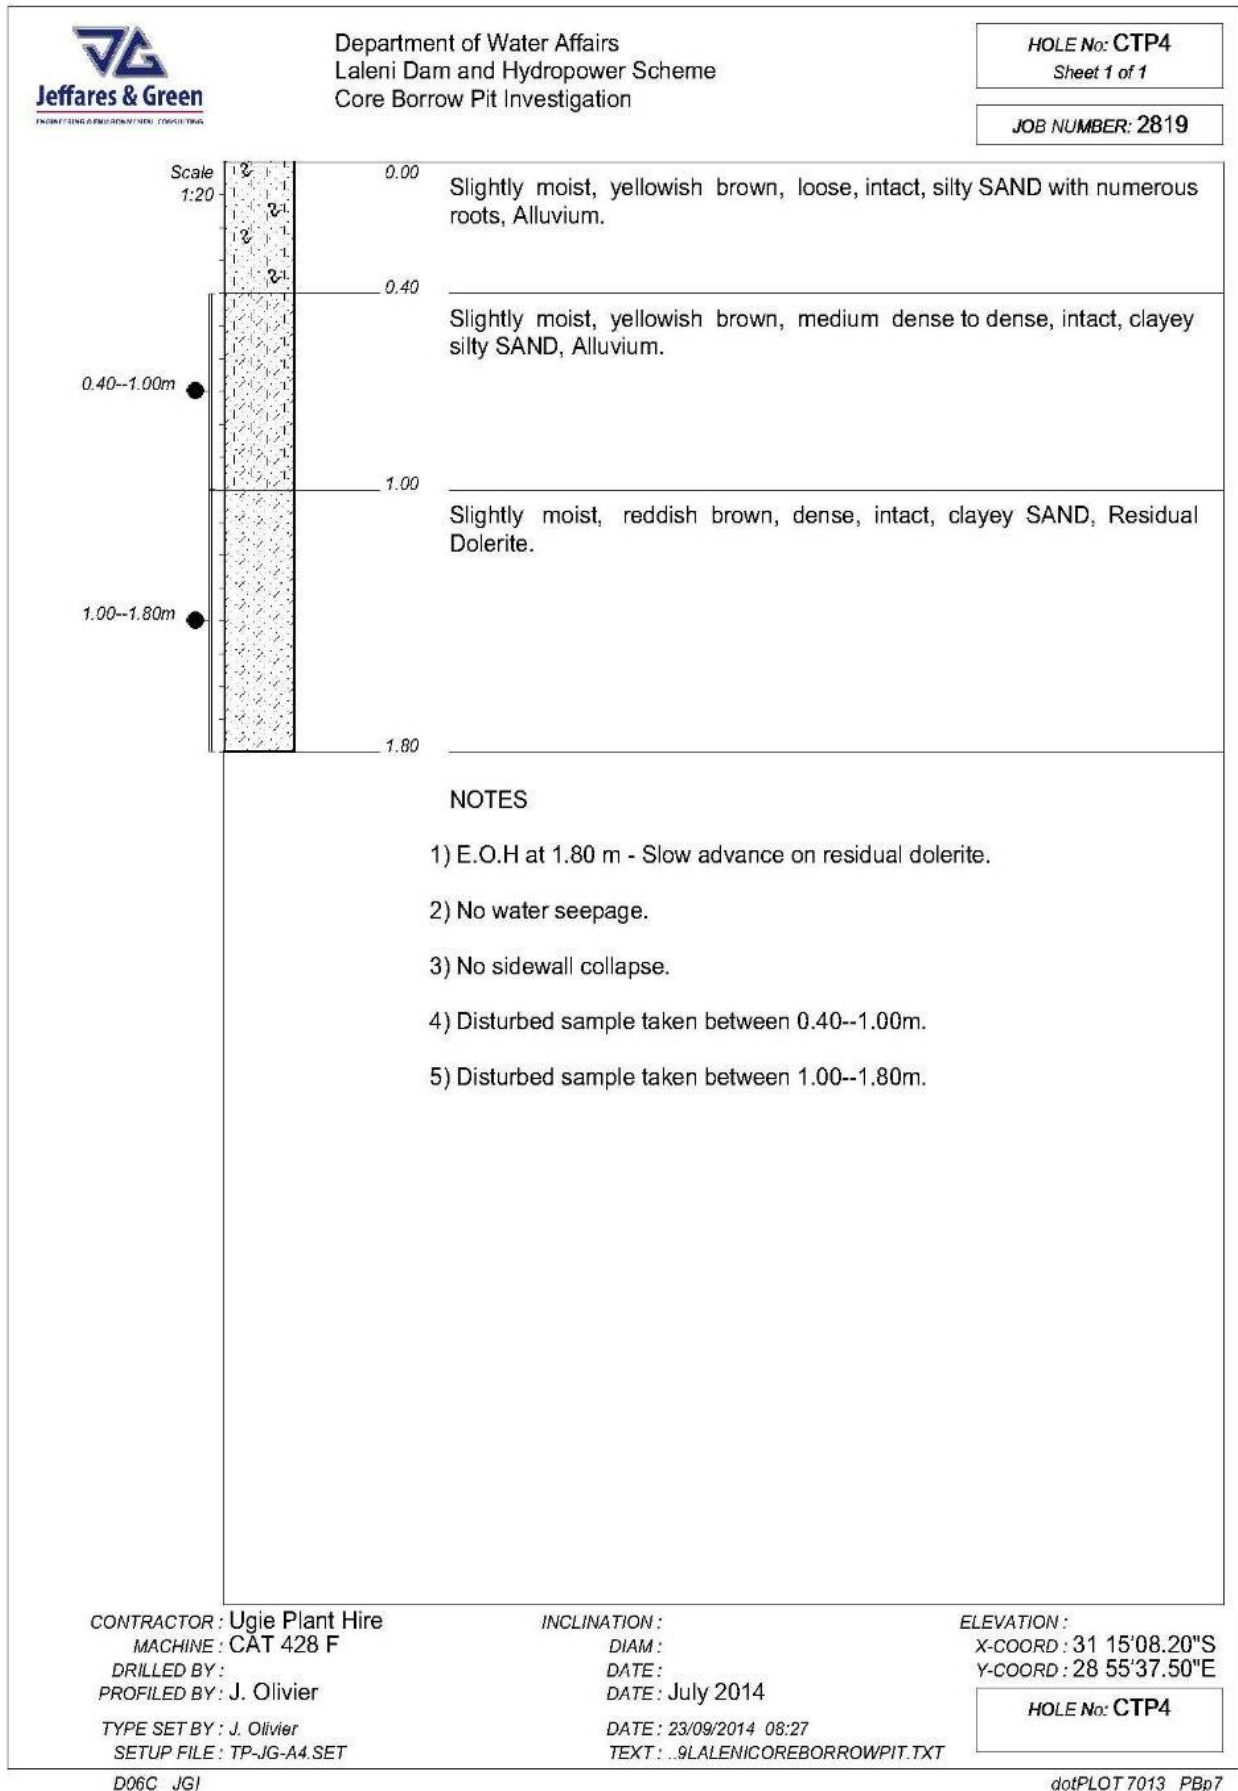 Jeffares & Green
ENGINEERING & ENVIRONMENTAL CONSULTING
Department of Water Affairs
Laleni Dam and Hydropower Scheme
Core Borrow Pit Investigation
HOLE No: CTP4
Sheet 1 of 1
JOB NUMBER: 2819
Scale
1:20
0.00
Slightly moist, yellowish brown, loose, intact, silty SAND with numerous
roots, Alluvium.
0.40
Slightly moist, yellowish brown, medium dense to dense, intact, clayey
silty SAND, Alluvium.
0.40--1.00m
1.00
Slightly moist, reddish brown, dense, intact, clayey SAND, Residual
Dolerite.
1.00--1.80m
1.80
NOTES
1) E.O.H at 1.80 m - Slow advance on residual dolerite.
2) No water seepage.
3) No sidewall collapse.
4) Disturbed sample taken between 0.40--1.00m.
5) Disturbed sample taken between 1.00--1.80m.
CONTRACTOR : Ugie Plant Hire
MACHINE : CAT 428 F
DRILLED BY :
PROFILED BY : J. Olivier
TYPE SET BY : J. Olivier
SETUP FILE : TP-JG-A4.SET
INCLINATION :
DIAM :
DATE :
DATE : July 2014
DATE : 23/09/2014 08:27
TEXT : ..9LALENICOREBORROWPIT.TXT
ELEVATION :
X-COORD : 31 15'08.20"S
Y-COORD : 28 55'37.50"E
HOLE No: CTP4
D06C JGI
dotPLOT 7013 PBp7